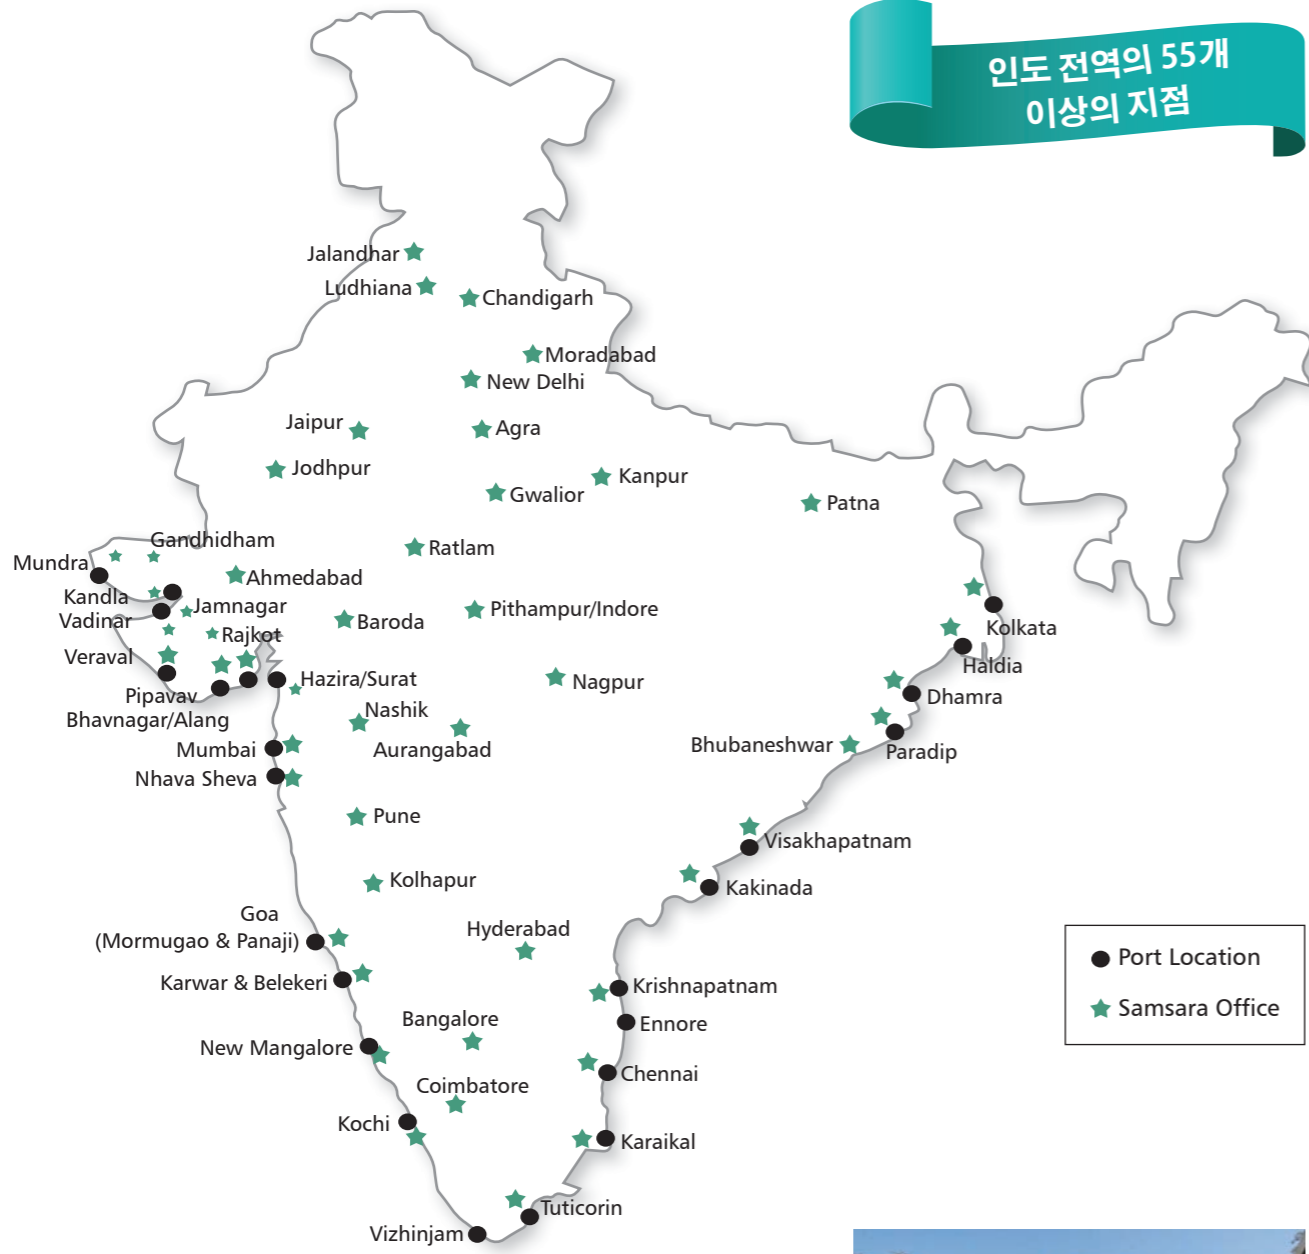 인도 전역의 55개
이상의 지점
Jalandhar
Ludhiana
Chandigarh
Moradabad
New Delhi
Jaipur
Agra
Jodhpur
Kanpur
Gwalior
Patna
Gandhidham
Ratlam
Mundra
Ahmedabad
Kandla
Jamnagar
Pithampur/Indore
Vadinar
Baroda
Kolkata
Rajkot
Veraval
Haldia
Hazira/Surat
Nagpur
Pipavav
Dhamra
Nashik
Bhavnagar/Alang
Bhubaneshwar
Mumbai
Aurangabad
Paradip
Nhava Sheva
Pune
Visakhapatnam
Kolhapur
Kakinada
Goa
(Mormugao & Panaji)
Hyderabad
Port Location
Karwar & Belekeri
Krishnapatnam
Samsara Office
Bangalore
Ennore
New Mangalore
Chennai
Coimbatore
Kochi
Karaikal
Tuticorin
Vizhinjam